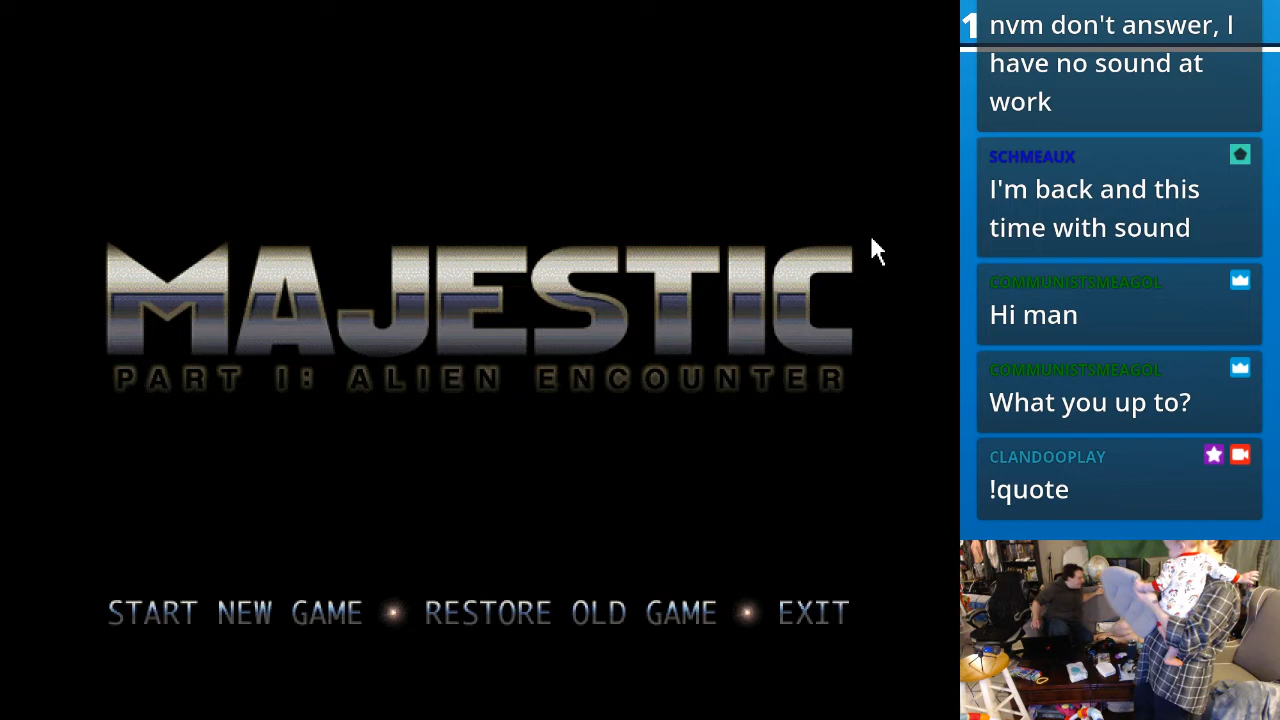 MAJESTIC
PART I: ALIEN ENCOUNTER
START NEW GAME • RESTORE OLD GAME • EXIT
1
nvm don't answer, I
have no sound at
work
SCHMEAUX
I'm back and this
time with sound
COMMUNISTSMEAGOL
Hi man
COMMUNISTSMEAGOL
What you up to?
CLANDOOPLAY
!quote